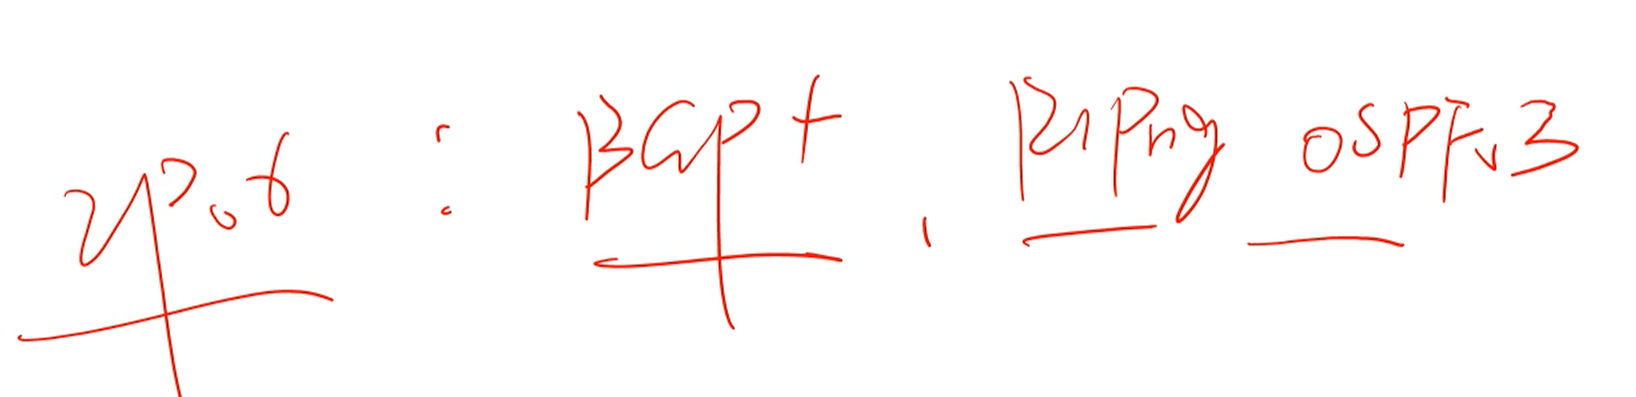 IPv6 : BGP+ , RIPng OSPFv3